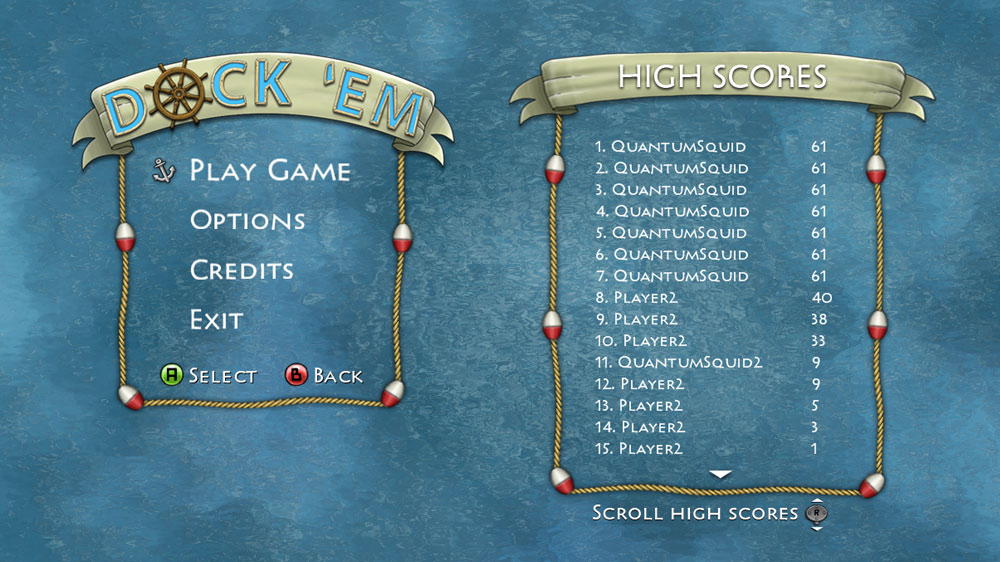 DOCK 'EM
PLAY GAME
OPTIONS
CREDITS
EXIT
A SELECT B BACK
HIGH SCORES
1. QUANTUMSQUID 61
2. QUANTUMSQUID 61
3. QUANTUMSQUID 61
4. QUANTUMSQUID 61
5. QUANTUMSQUID 61
6. QUANTUMSQUID 61
7. QUANTUMSQUID 61
8. PLAYER2 40
9. PLAYER2 38
10. PLAYER2 33
11. QUANTUMSQUID2 9
12. PLAYER2 9
13. PLAYER2 5
14. PLAYER2 3
15. PLAYER2 1
SCROLL HIGH SCORES R